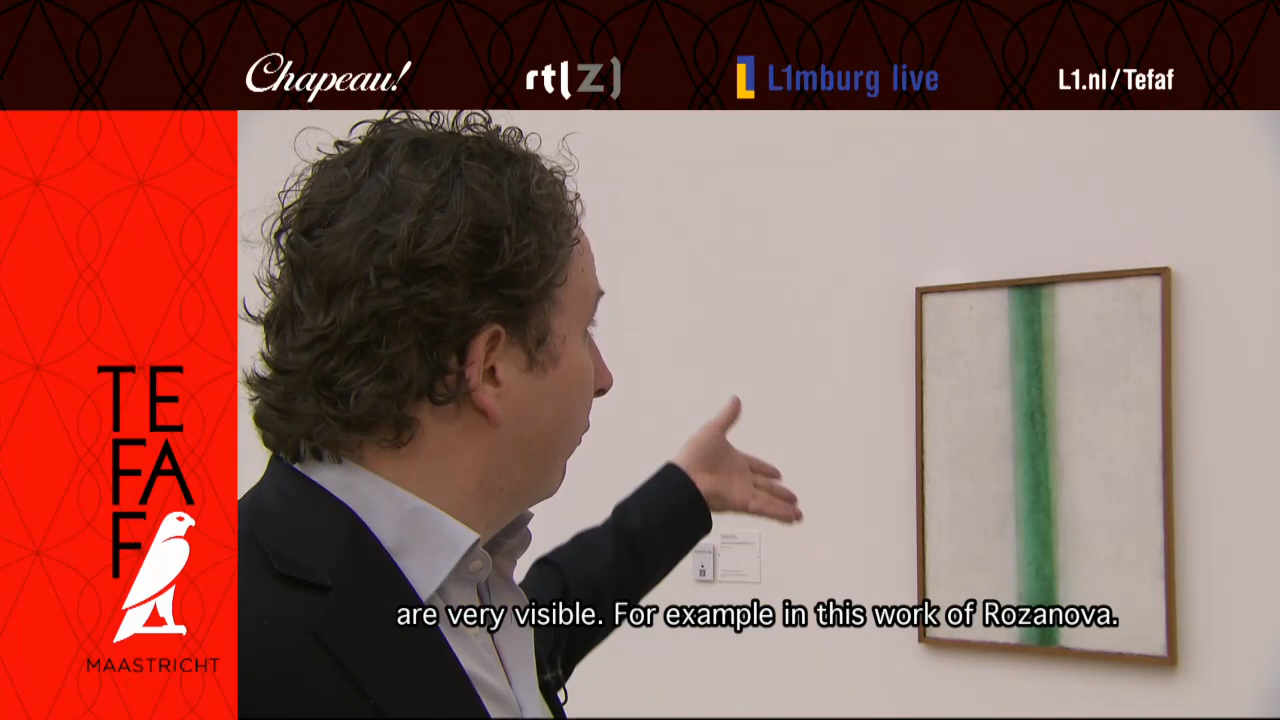 Chapeau!
rtl(Z)
L1mburg live
L1.nl/Tefaf
TE
FA
F
MAASTRICHT
are very visible. For example in this work of Rozanova.